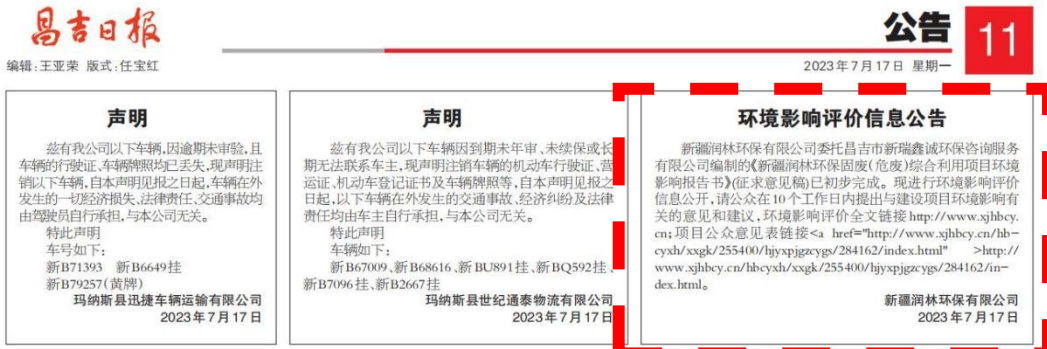 昌吉日报
编辑:王亚荣 版式:任宝红
公告
11
2023年7月17日 星期一
声明
兹有我公司以下车辆,因逾期未审验,且
车辆的行驶证、车辆牌照均已丢失,现声明注
销以下车辆,自本声明见报之日起,车辆在外
发生的一切经济损失、法律责任、交通事故均
由驾驶员自行承担,与本公司无关。
特此声明
车号如下:
新B71393 新B6649挂
新B79257(黄牌)
玛纳斯县迅捷车辆运输有限公司
2023年7月17日
声明
兹有我公司以下车辆因到期未年审、未续保或长
期无法联系车主,现声明注销车辆的机动车行驶证、营
运证、机动车登记证书及车辆牌照等,自本声明见报之
日起,以下车辆在外发生的交通事故、经济纠纷及法律
责任均由车主自行承担,与本公司无关。
特此声明
车辆如下:
新B67009、新B68616、新BU891挂、新BQ592挂、
新B7096挂、新B2667挂
玛纳斯县世纪通泰物流有限公司
2023年7月17日
环境影响评价信息公告
新疆润林环保有限公司委托昌吉市新瑞鑫诚环保咨询服务
有限公司编制的《新疆润林环保固废(危废)综合利用项目环境
影响报告书》(征求意见稿)已初步完成。现进行环境影响评价
信息公开,请公众在10个工作日内提出与建设项目环境影响有
关的意见和建议,环境影响评价全文链接http://www.xjhbcy.
cn;项目公众意见表链接<a href="http://www.xjhbcy.cn/hb-
cyxh/xxgk/255400/hjyxpjgzcygs/284162/index.html" >http://
www.xjhbcy.cn/hbcyxh/xxgk/255400/hjyxpjgzcygs/284162/in-
dex.html。
新疆润林环保有限公司
2023年7月17日